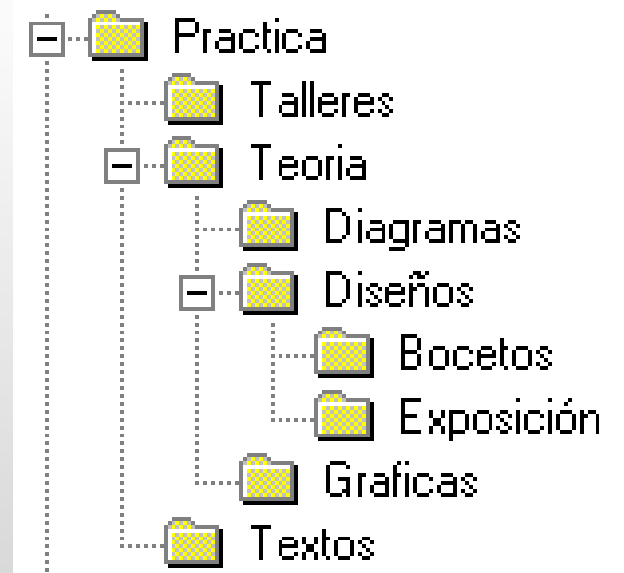 Practica
Talleres
Teoria
Diagramas
Diseños
Bocetos
Exposición
Graficas
Textos